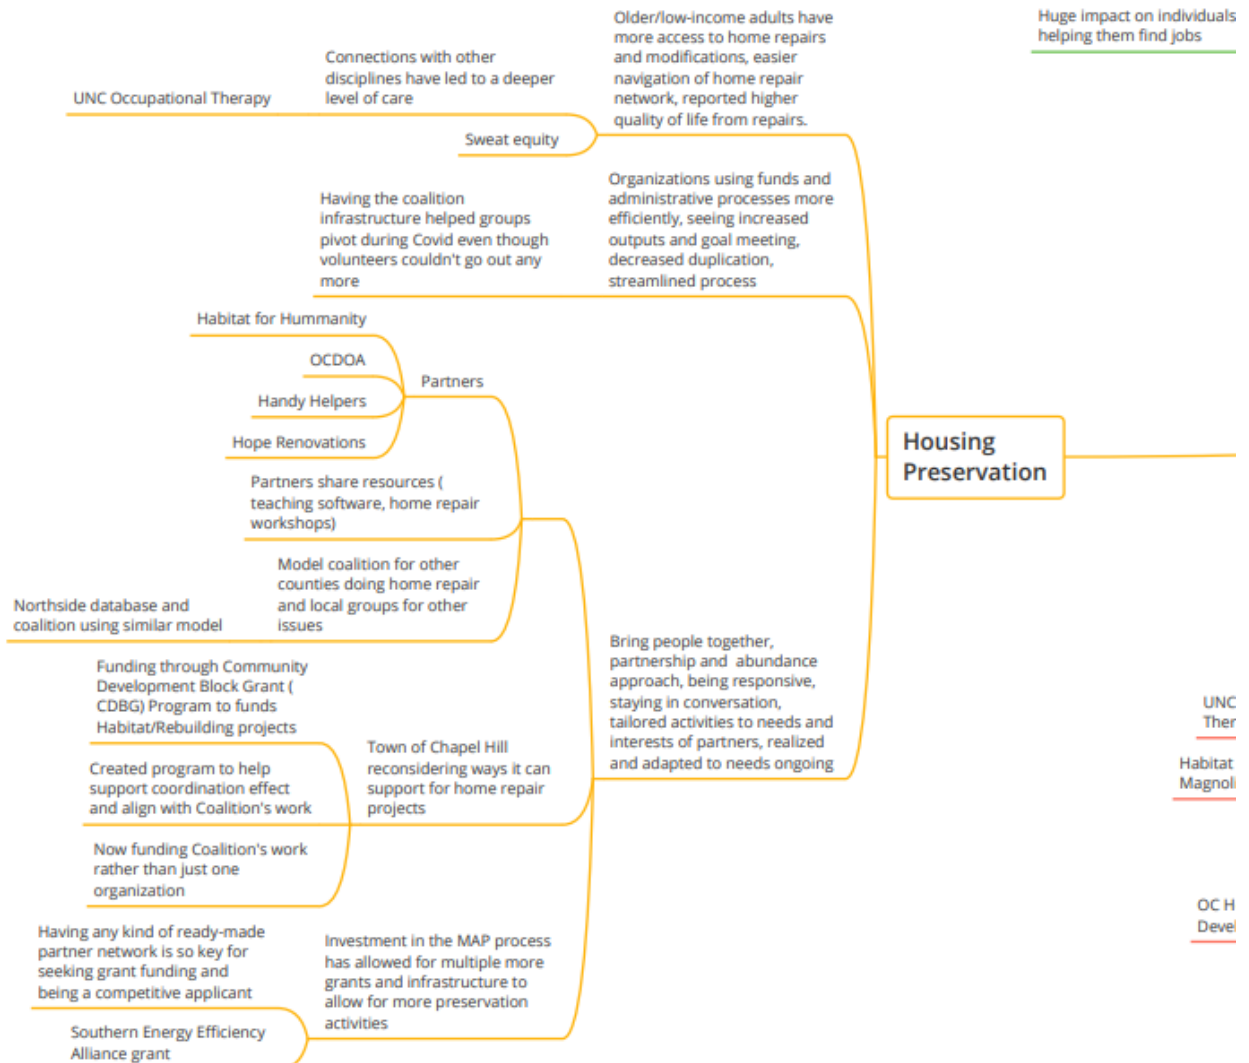 Older/low-income adults have
more access to home repairs
and modifications, easier
navigation of home repair
network, reported higher
quality of life from repairs.
Connections with other
disciplines have led to a deeper
level of care
UNC Occupational Therapy
Sweat equity
Organizations using funds and
administrative processes more
efficiently, seeing increased
outputs and goal meeting,
decreased duplication,
streamlined process
Having the coalition
infrastructure helped groups
pivot during Covid even though
volunteers couldn't go out any
more
Habitat for Hummanity
OCDOA
Handy Helpers
Hope Renovations
Partners
Partners share resources (
teaching software, home repair
workshops)
Model coalition for other
counties doing home repair
and local groups for other
issues
Northside database and
coalition using similar model
Bring people together,
partnership and abundance
approach, being responsive,
staying in conversation,
tailored activities to needs and
interests of partners, realized
and adapted to needs ongoing
Funding through Community
Development Block Grant (
CDBG) Program to funds
Habitat/Rebuilding projects
Created program to help
support coordination effect
and align with Coalition's work
Now funding Coalition's work
rather than just one
organization
Town of Chapel Hill
reconsidering ways it can
support for home repair
projects
Having any kind of ready-made
partner network is so key for
seeking grant funding and
being a competitive applicant
Southern Energy Efficiency
Alliance grant
Investment in the MAP process
has allowed for multiple more
grants and infrastructure to
allow for more preservation
activities
Housing
Preservation
Huge impact on individuals
helping them find jobs
UNC
Ther
Habitat
Magnoli
OC H
Devel